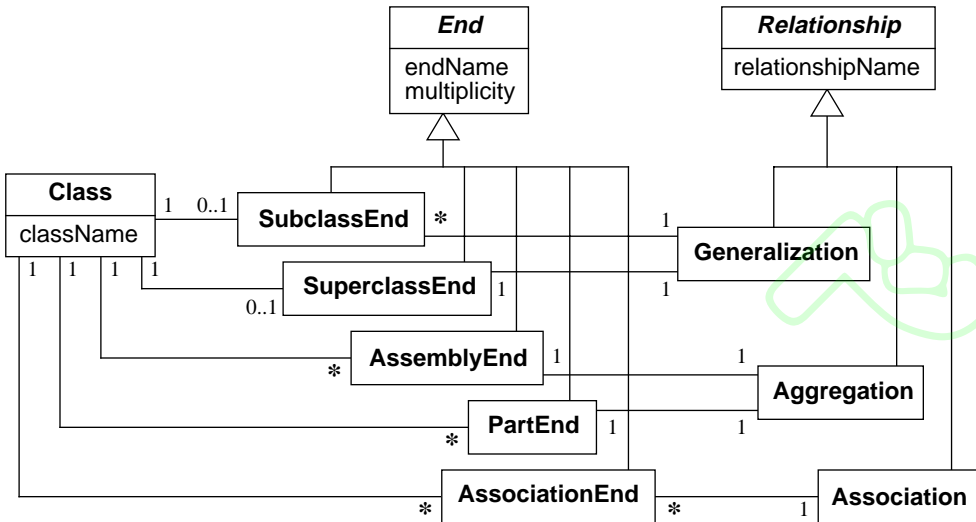 End
Relationship
endName
multiplicity
relationshipName
Class
className
1
0..1
SubclassEnd
*
1
Generalization
1
1
1
1
0..1
SuperclassEnd
1
1
*
AssemblyEnd
1
1
Aggregation
*
PartEnd
1
1
*
AssociationEnd
*
1
Association